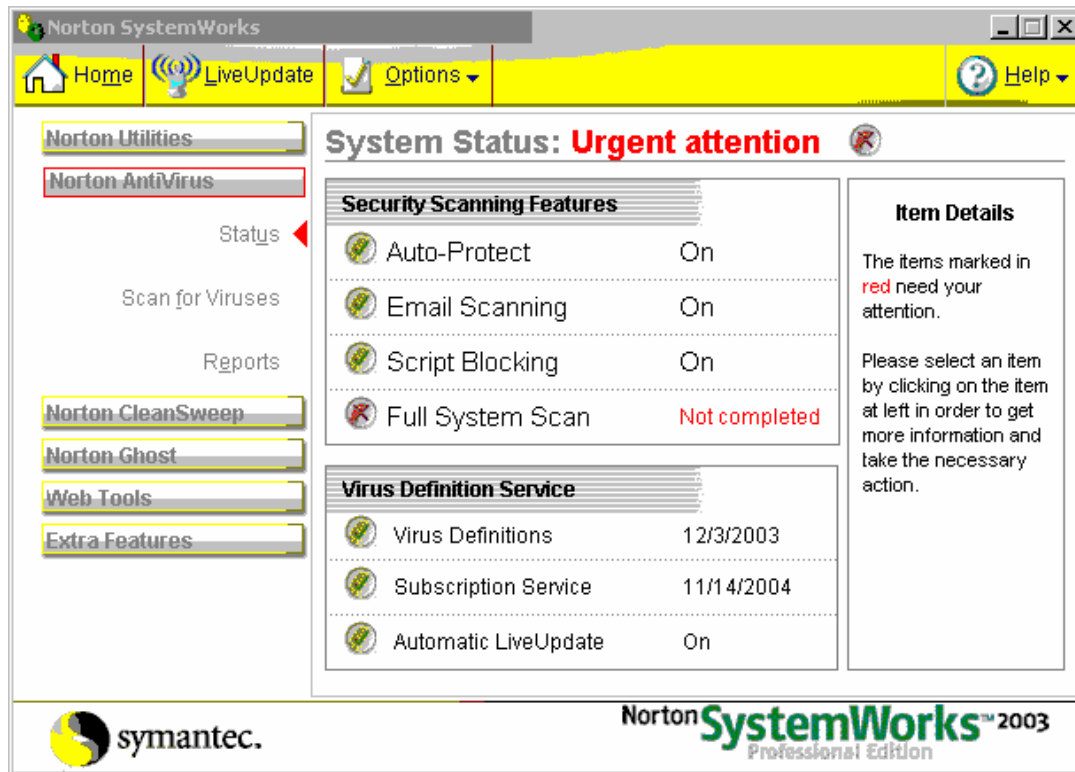 Norton SystemWorks
Home LiveUpdate Options Help
Norton Utilities
Norton AntiVirus
Status
Scan for Viruses
Reports
Norton CleanSweep
Norton Ghost
Web Tools
Extra Features
System Status: Urgent attention
Security Scanning Features
Auto-Protect On
Email Scanning On
Script Blocking On
Full System Scan Not completed
Virus Definition Service
Virus Definitions 12/3/2003
Subscription Service 11/14/2004
Automatic LiveUpdate On
Item Details
The items marked in
red need your
attention.
Please select an item
by clicking on the item
at left in order to get
more information and
take the necessary
action.
symantec.
Norton SystemWorks™ 2003
Professional Edition